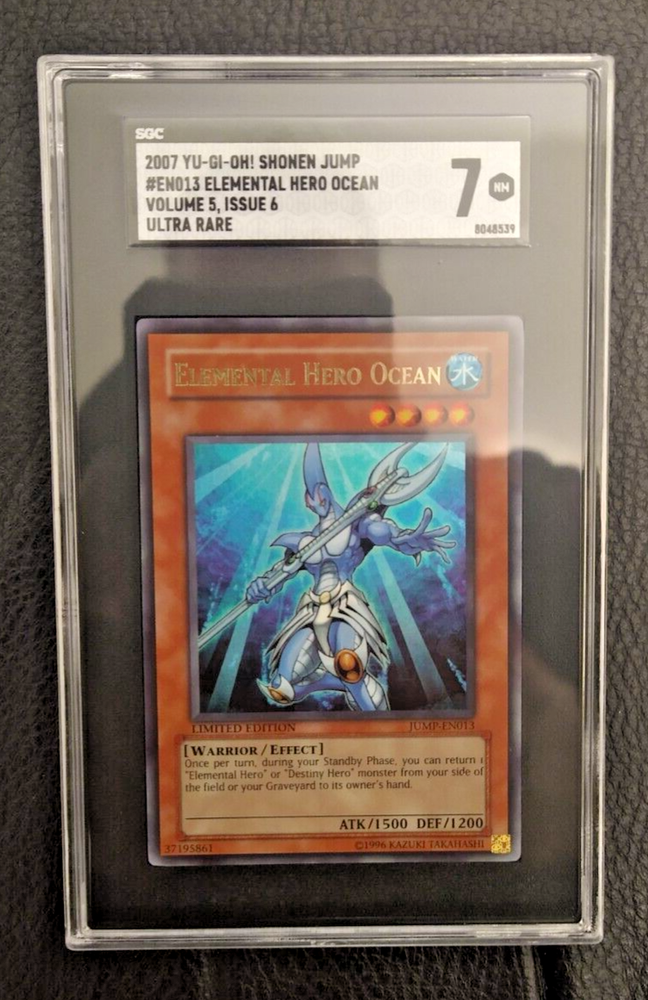 SGC
2007 YU-GI-OH! SHONEN JUMP
#EN013 ELEMENTAL HERO OCEAN
VOLUME 5, ISSUE 6
ULTRA RARE
7
NM
8048539
ELEMENTAL HERO OCEAN
WATER
水
LIMITED EDITION
JUMP-EN013
[WARRIOR/EFFECT]
Once per turn, during your Standby Phase, you can return 1
"Elemental Hero" or "Destiny Hero" monster from your side of
the field or your Graveyard to its owner's hand.
ATK/1500 DEF/1200
37195861
©1996 KAZUKI TAKAHASHI